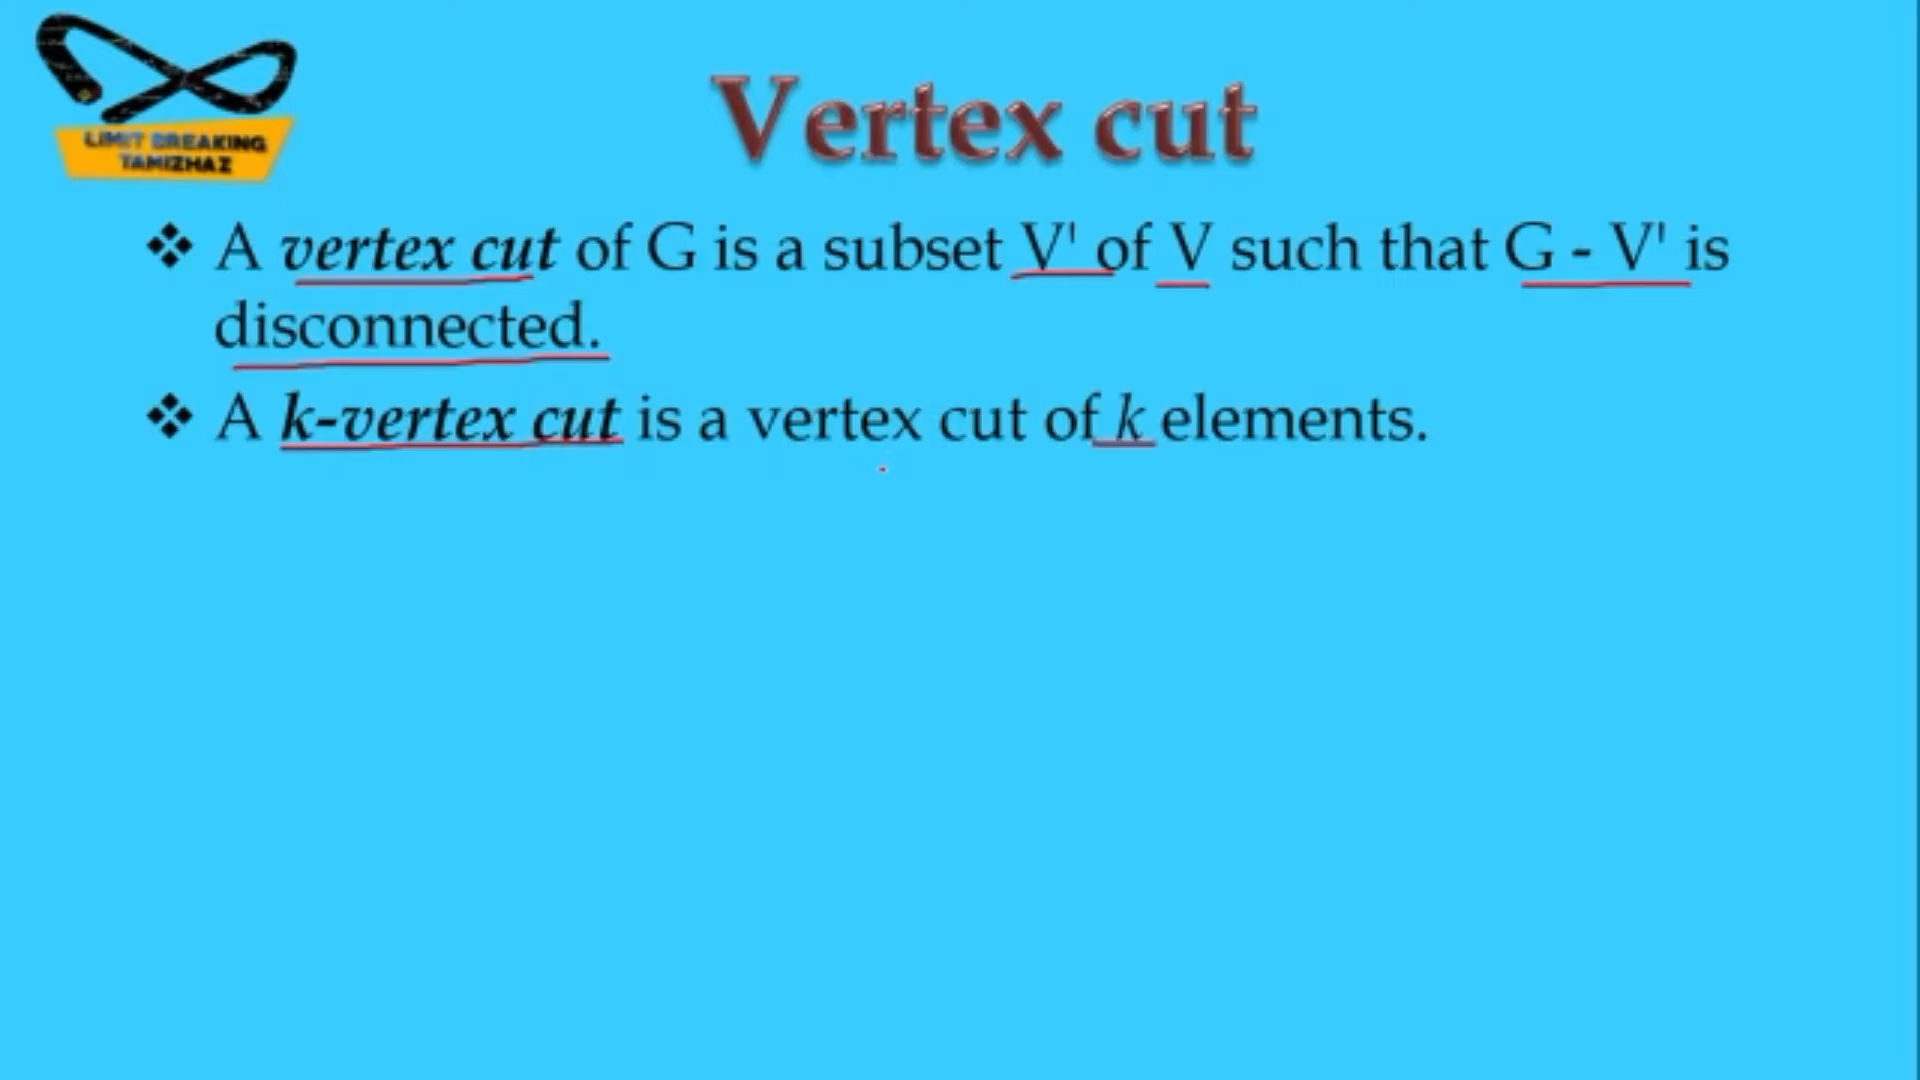 LIMIT BREAKING
TAMIZHAZ
Vertex cut
❖ A vertex cut of G is a subset V' of V such that G - V' is
disconnected.
❖ A k-vertex cut is a vertex cut of k elements.